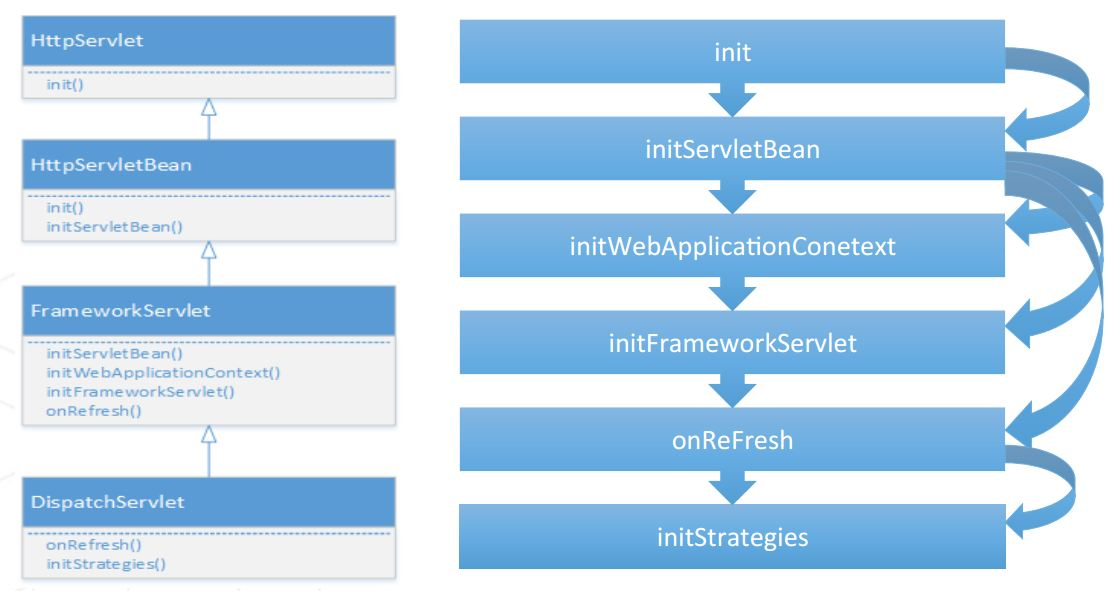 HttpServlet
init()
HttpServletBean
init()
initServletBean()
FrameworkServlet
initServletBean()
initWebApplicationContext()
initFrameworkServlet()
onRefresh()
DispatchServlet
onRefresh()
initStrategies()
init
initServletBean
initWebApplicationConetext
initFrameworkServlet
onReFresh
initStrategies